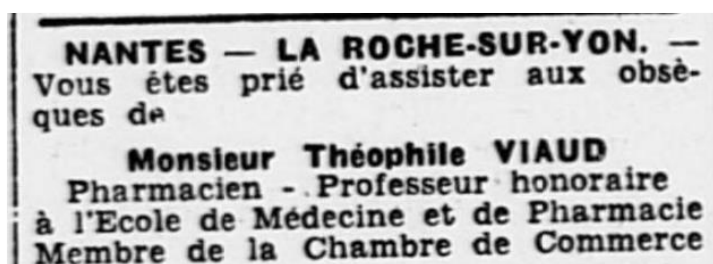 NANTES — LA ROCHE-SUR-YON. —
Vous êtes prié d'assister aux obsè-
ques de
Monsieur Théophile VIAUD
Pharmacien - Professeur honoraire
à l'Ecole de Médecine et de Pharmacie
Membre de la Chambre de Commerce